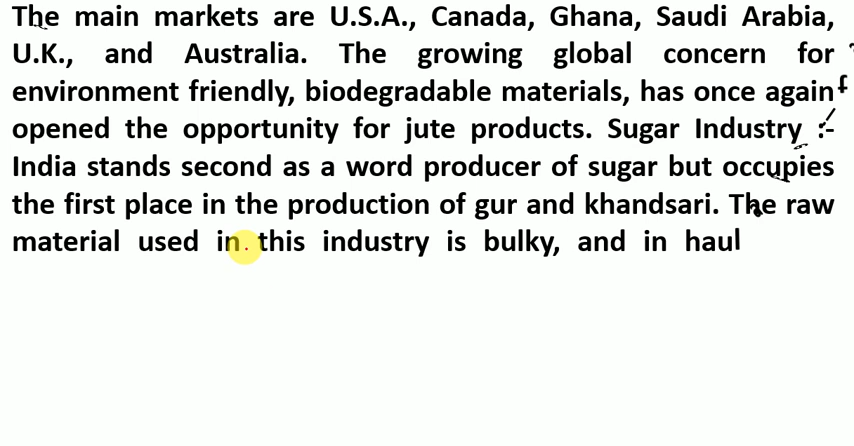 The main markets are U.S.A., Canada, Ghana, Saudi Arabia,
U.K., and Australia. The growing global concern for
environment friendly, biodegradable materials, has once again
opened the opportunity for jute products. Sugar Industry :-
India stands second as a word producer of sugar but occupies
the first place in the production of gur and khandsari. The raw
material used in this industry is bulky, and in haul